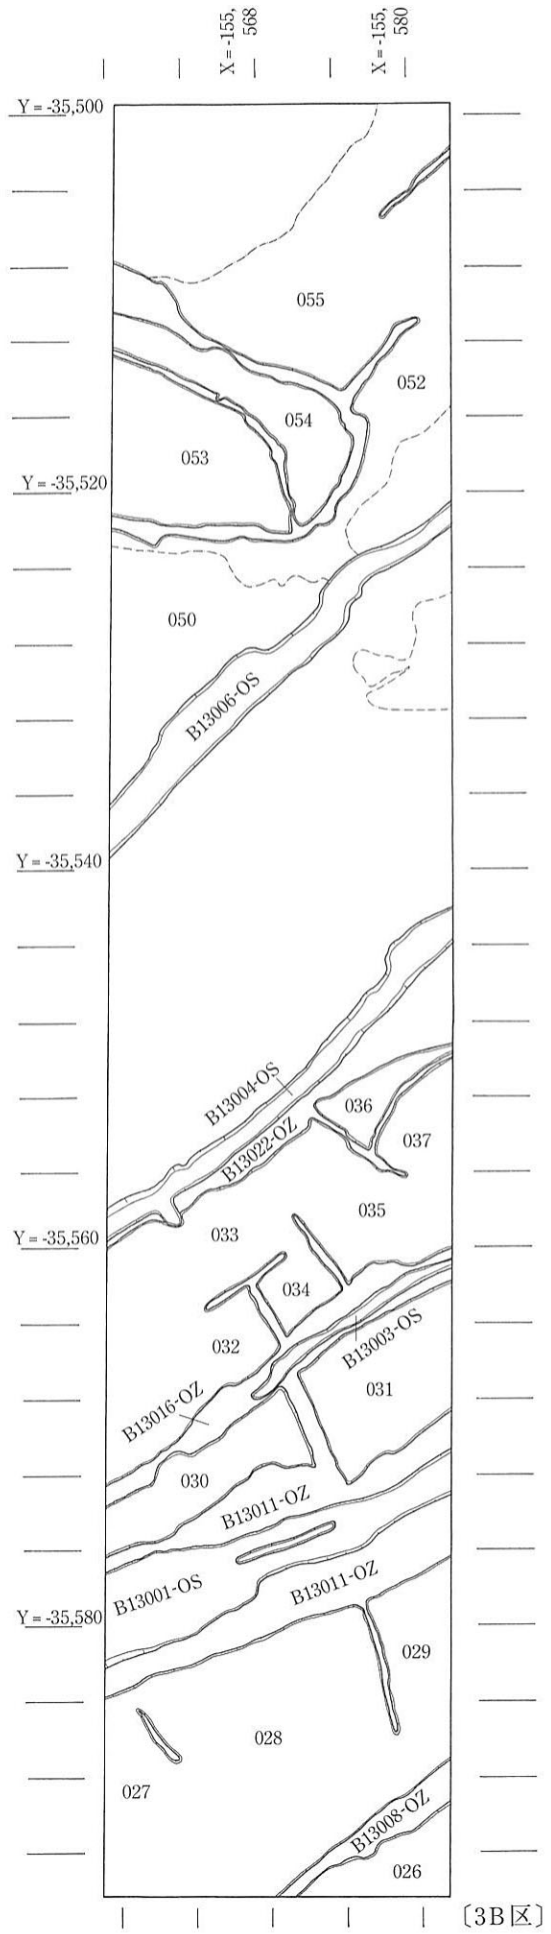 X = -155,
568
X = -155,
580
Y = -35,500
055
052
054
053
Y = -35,520
050
B13006-OS
Y = -35,540
B13004-OS
036
B13022-OZ
037
035
033
Y = -35,560
034
032
B13003-OS
031
B13016-OZ
030
B13011-OZ
B13001-OS
B13011-OZ
Y = -35,580
029
028
027
B13008-OZ
026
〔3B区〕